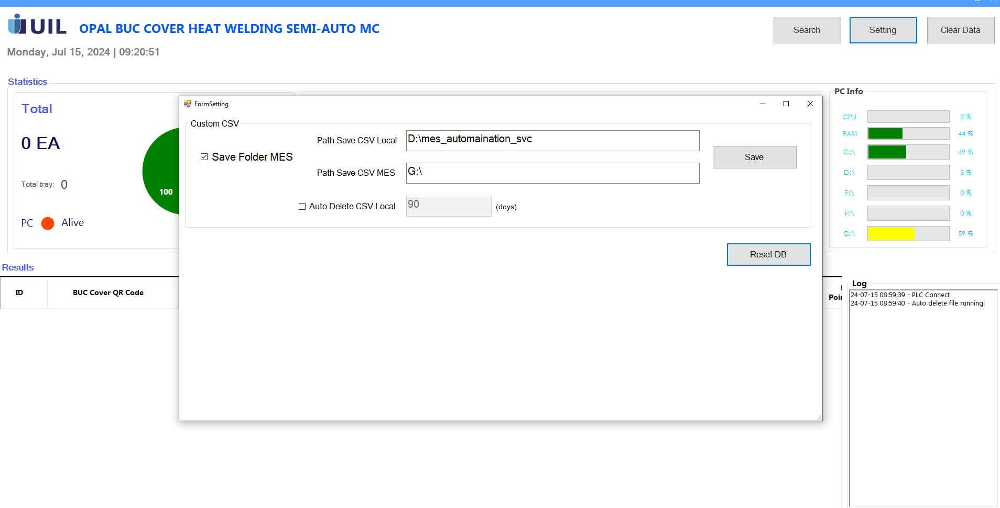 UIL
OPAL BUC COVER HEAT WELDING SEMI-AUTO MC
Search
Setting
Clear Data
Monday, Jul 15, 2024 | 09:20:51
Statistics
Total
0 EA
Total tray: 0
100
PC
Alive
FormSetting
Custom CSV
Save Folder MES
Path Save CSV Local
D:\mes_automaination_svc
Path Save CSV MES
G:\
Save
Auto Delete CSV Local
90
(days)
Reset DB
PC Info
CPU 2 %
RAM 44 %
C:\ 49 %
D:\ 3 %
E:\ 0 %
F:\ 0 %
G:\ 59 %
Results
ID
BUC Cover QR Code
Log
24-07-15 08:59:39 - PLC Connect
24-07-15 08:59:40 - Auto delete file running!